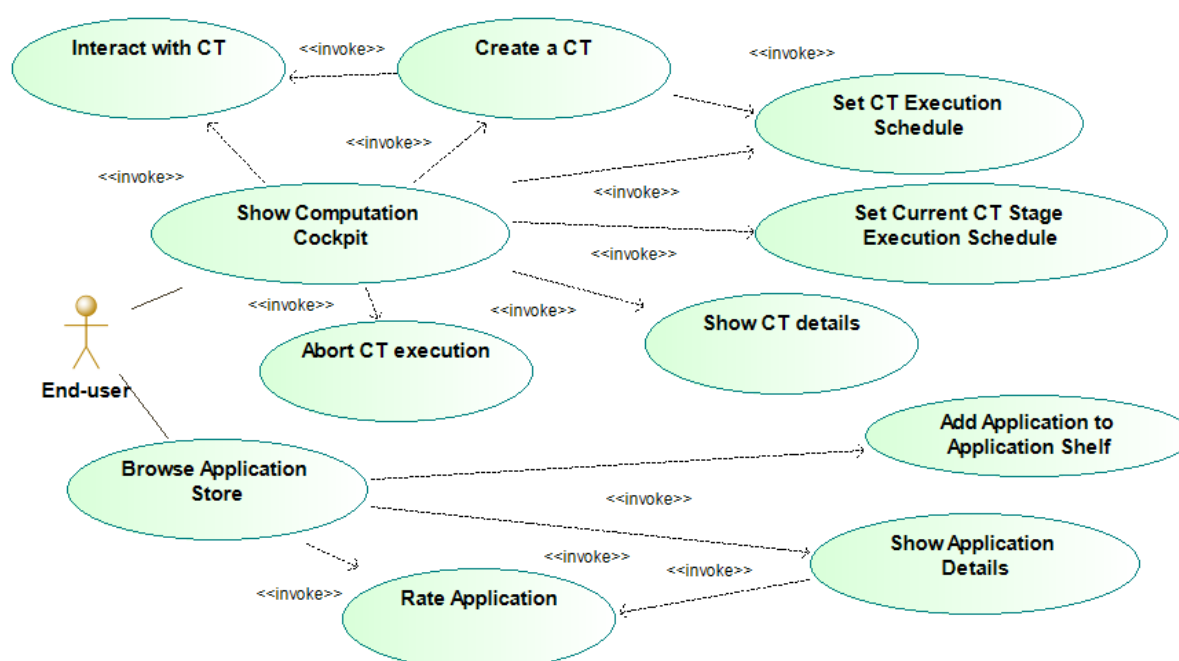 Interact with CT
<<invoke>>
Create a CT
<<invoke>>
Set CT Execution
Schedule
<<invoke>>
<<invoke>>
<<invoke>>
Show Computation
Cockpit
Set Current CT Stage
Execution Schedule
<<invoke>>
<<invoke>>
<<invoke>>
Show CT details
Abort CT execution
End-user
Add Application to
Application Shelf
Browse Application
Store
<<invoke>>
Show Application
Details
<<invoke>>
<<invoke>>
<<invoke>>
Rate Application